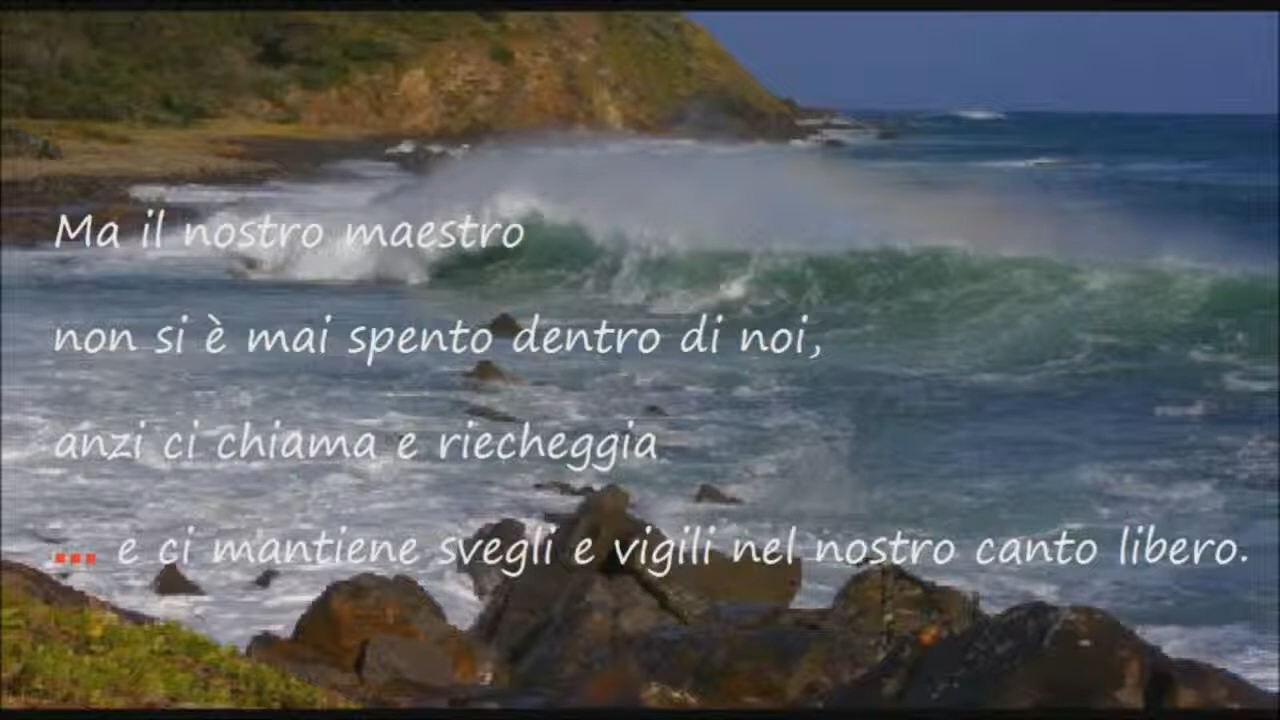 Ma il nostro maestro
non si è mai spento dentro di noi,
anzi ci chiama e riecheggia
... e ci mantiene svegli e vigili nel nostro canto libero.